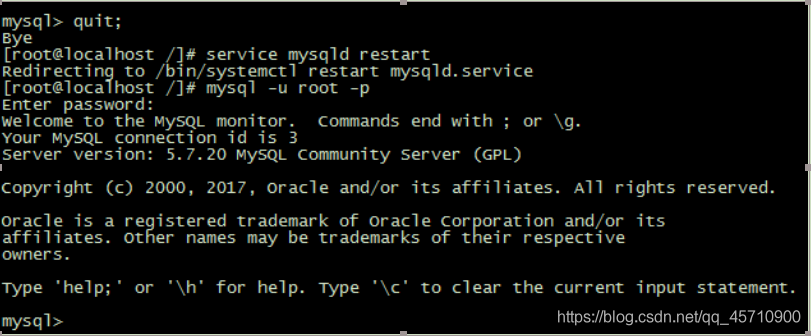 mysql> quit;
Bye
[root@localhost /]# service mysqld restart
Redirecting to /bin/systemctl restart mysqld.service
[root@localhost /]# mysql -u root -p
Enter password:
Welcome to the MySQL monitor.  Commands end with ; or \g.
Your MySQL connection id is 3
Server version: 5.7.20 MySQL Community Server (GPL)
Copyright (c) 2000, 2017, Oracle and/or its affiliates. All rights reserved.
Oracle is a registered trademark of Oracle Corporation and/or its
affiliates. Other names may be trademarks of their respective
owners.
Type 'help;' or '\h' for help. Type '\c' to clear the current input statement.
mysql>
https://blog.csdn.net/qq_45710900